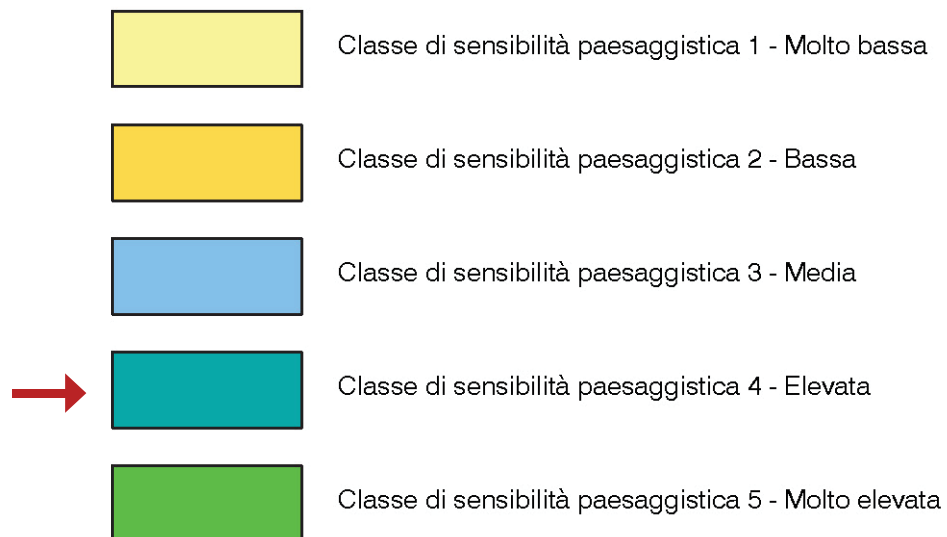 Classe di sensibilità paesaggistica 1 - Molto bassa
Classe di sensibilità paesaggistica 2 - Bassa
Classe di sensibilità paesaggistica 3 - Media
Classe di sensibilità paesaggistica 4 - Elevata
Classe di sensibilità paesaggistica 5 - Molto elevata